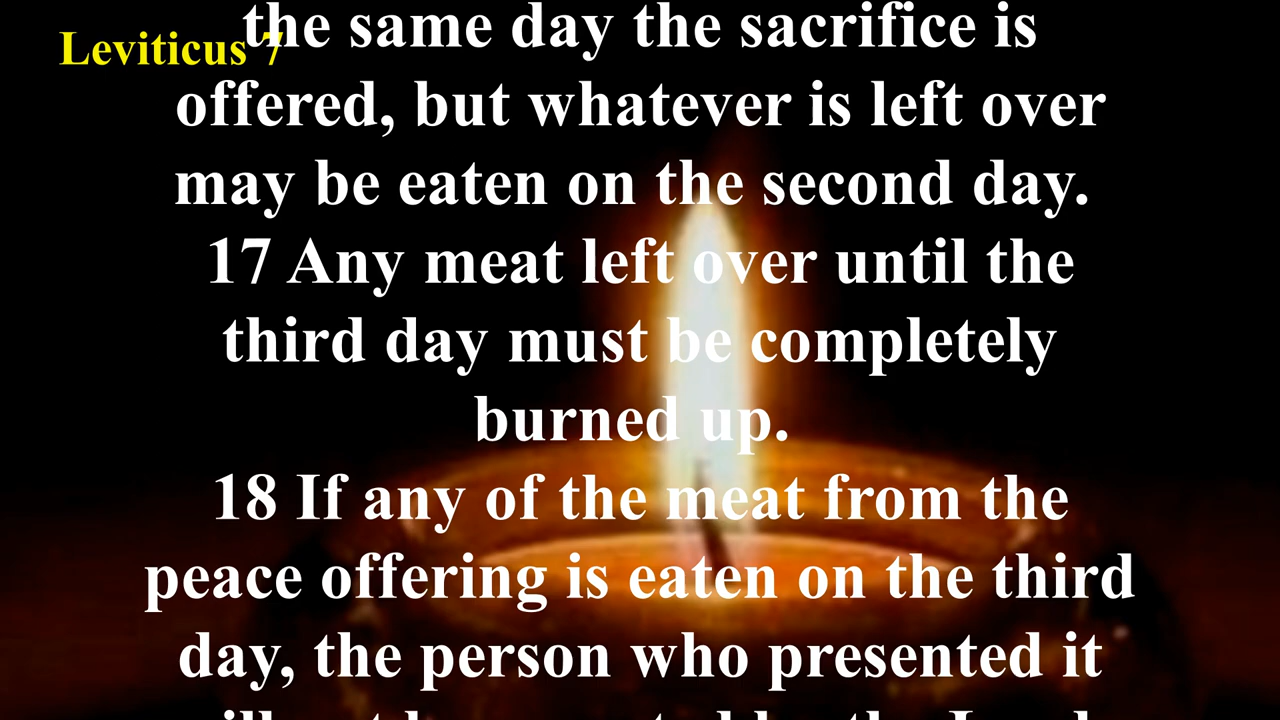 Leviticus 7
the same day the sacrifice is
offered, but whatever is left over
may be eaten on the second day.
17 Any meat left over until the
third day must be completely
burned up.
18 If any of the meat from the
peace offering is eaten on the third
day, the person who presented it